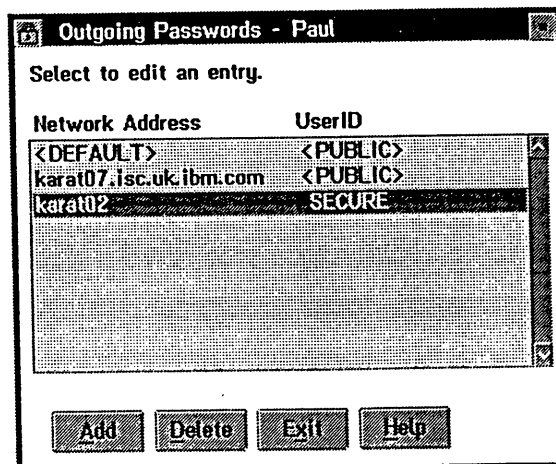 Outgoing Passwords - Paul
Select to edit an entry.
Network Address UserID
<DEFAULT> <PUBLIC>
karat07.isc.uk.ibm.com <PUBLIC>
karat02 SECURE
Add Delete Exit Help